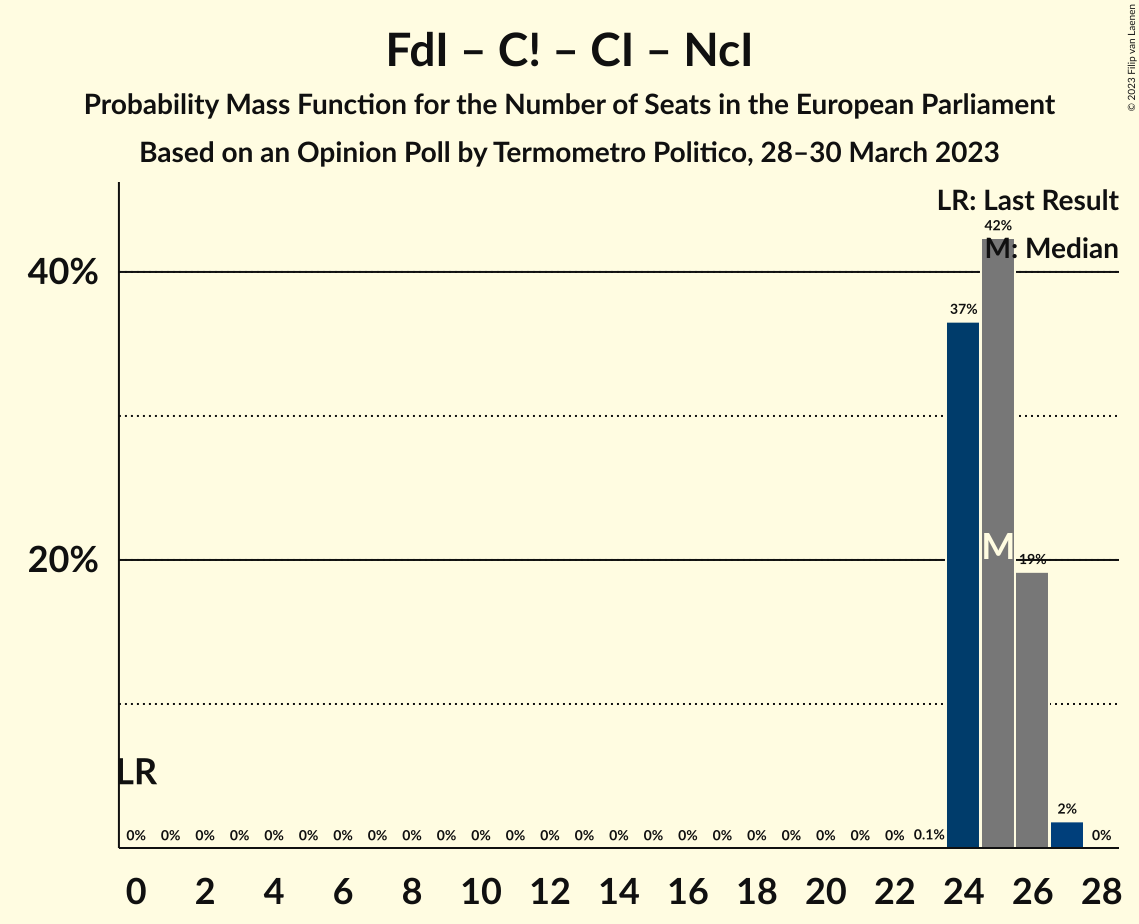 FdI – C! – CI – NcI
Probability Mass Function for the Number of Seats in the European Parliament
Based on an Opinion Poll by Termometro Politico, 28–30 March 2023
© 2023 Filip van Laenen
LR: Last Result
M: Median
42%
40%
37%
M
20%
19%
LR
2%
0% 0% 0% 0% 0% 0% 0% 0% 0% 0% 0% 0% 0% 0% 0% 0% 0% 0% 0% 0% 0% 0% 0% 0.1% 0%
0 2 4 6 8 10 12 14 16 18 20 22 24 26 28